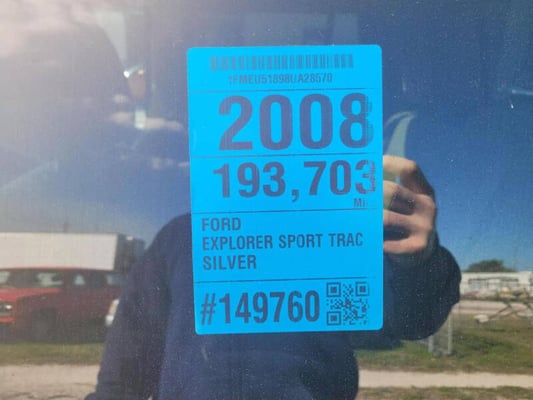 1FMEU51898UA28570
2008
193,703
Mi
FORD
EXPLORER SPORT TRAC
SILVER
#149760